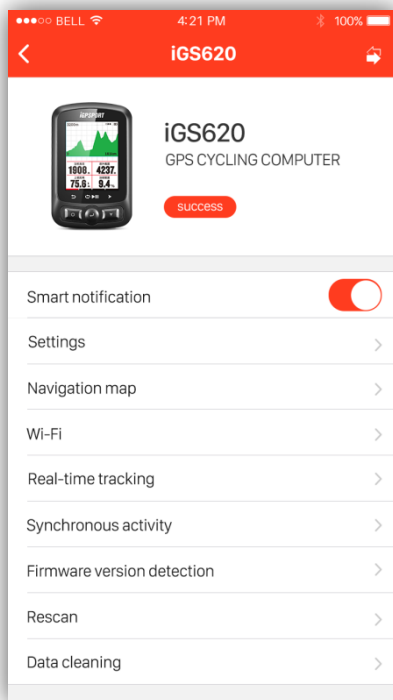 BELL 4:21 PM 100%
iGS620
iGPSPORT
iGS620
GPS CYCLING COMPUTER
1908. 4237.
75.6 9.4
success
Smart notification
Settings
Navigation map
Wi-Fi
Real-time tracking
Synchronous activity
Firmware version detection
Rescan
Data cleaning